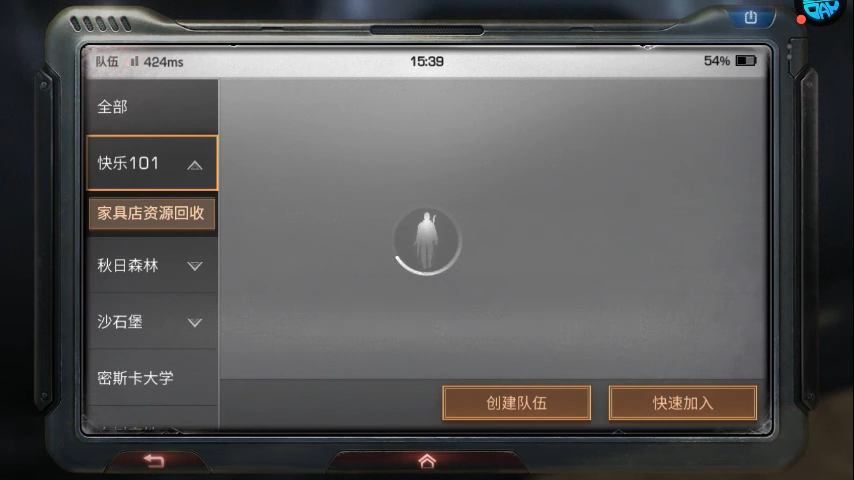 队伍 424ms 15:39 54%
全部
快乐101
家具店资源回收
秋日森林
沙石堡
密斯卡大学
创建队伍 快速加入